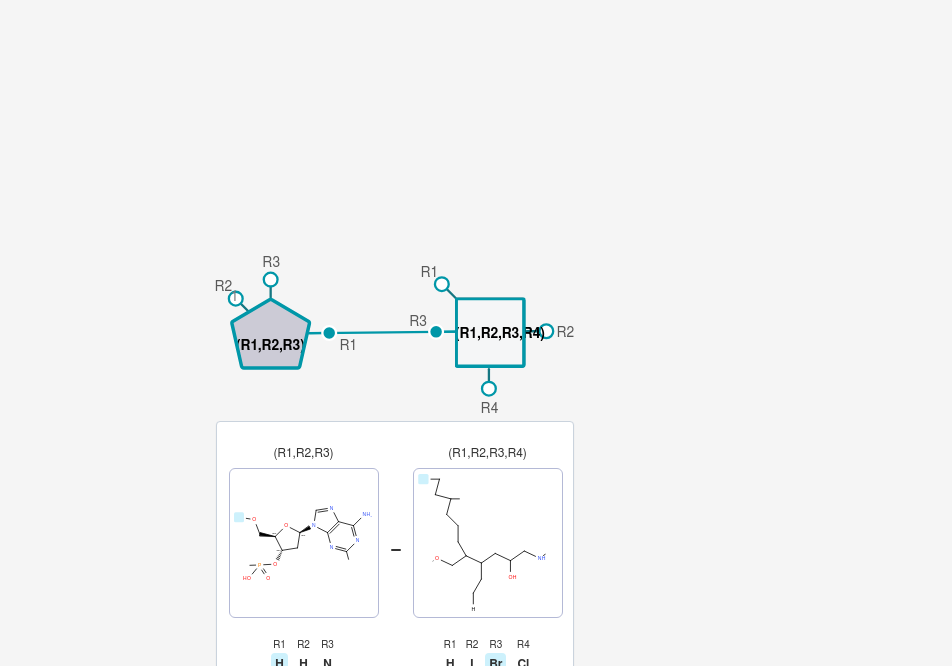 R3
R2
R1
(R1,R2,R3)
R1
R3
(R1,R2,R3,R4)
R2
R4
(R1,R2,R3)
(R1,R2,R3,R4)
R1 R2 R3
H H N
R1 R2 R3 R4
H I Br Cl